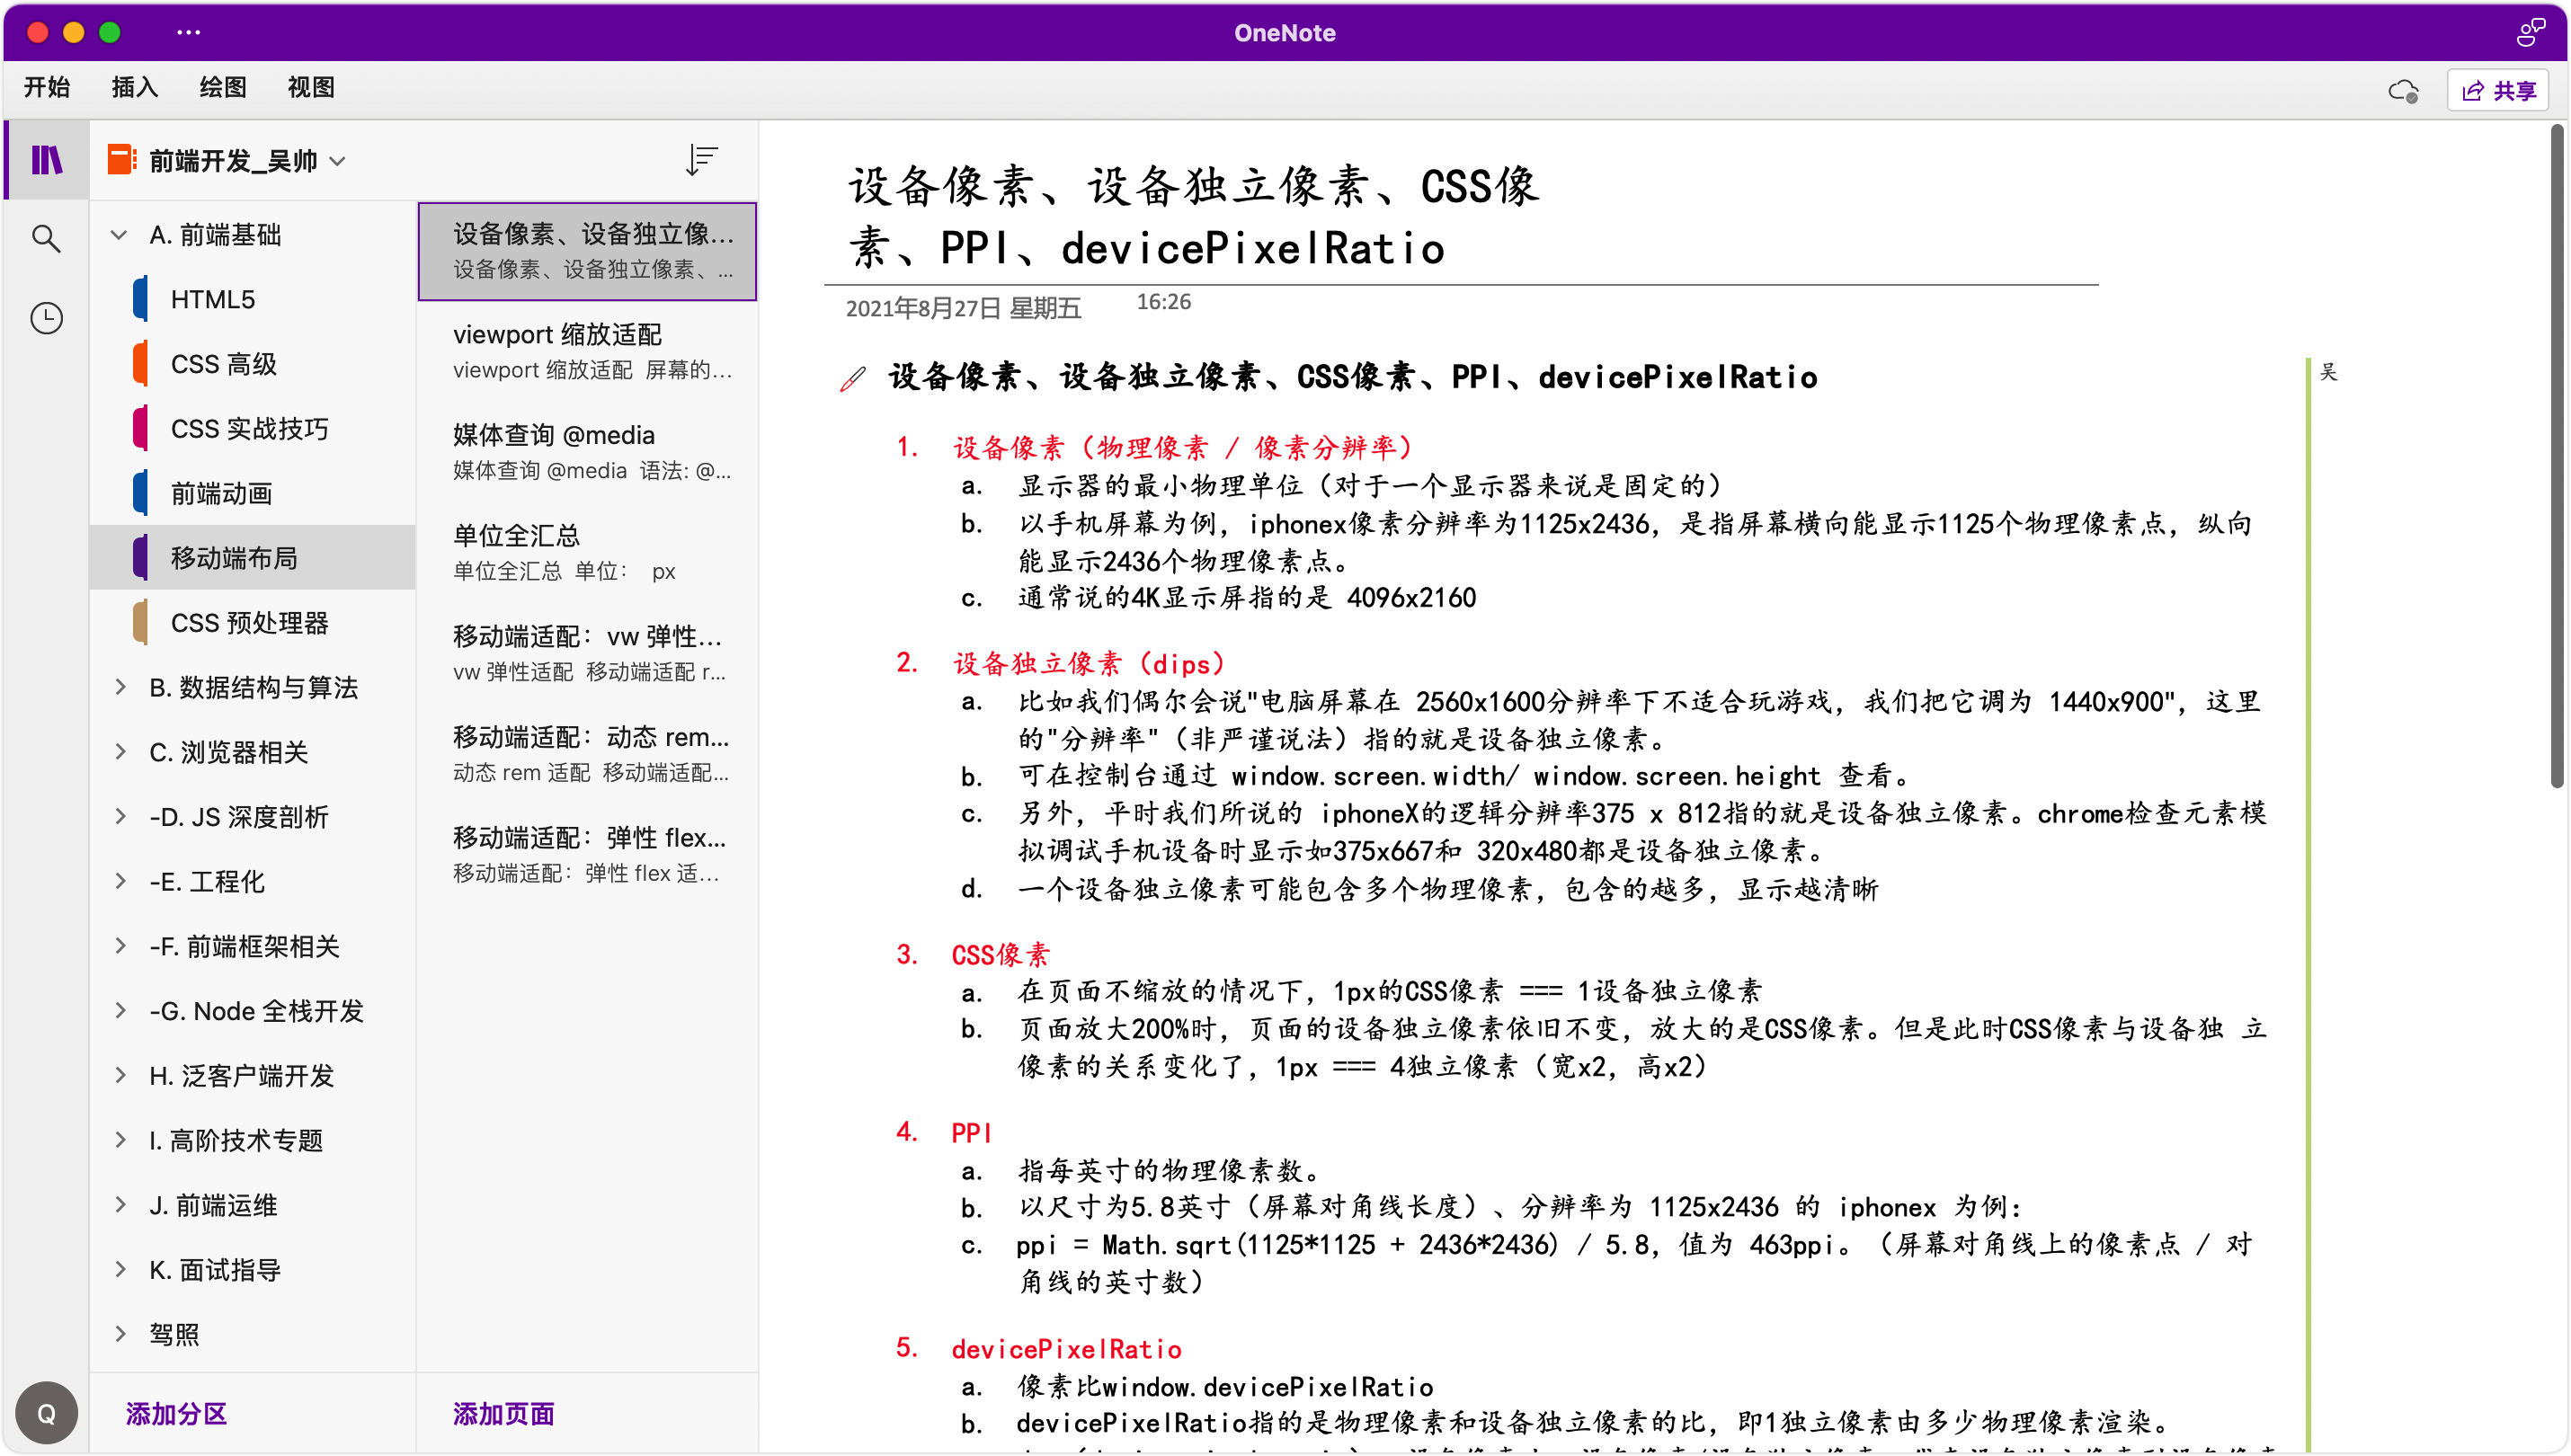 OneNote
开始 插入 绘图 视图
共享
前端开发_吴帅
A. 前端基础
HTML5
CSS 高级
CSS 实战技巧
前端动画
移动端布局
CSS 预处理器
B. 数据结构与算法
C. 浏览器相关
-D. JS 深度剖析
-E. 工程化
-F. 前端框架相关
-G. Node 全栈开发
H. 泛客户端开发
I. 高阶技术专题
J. 前端运维
K. 面试指导
驾照
Q
添加分区
设备像素、设备独立像...
设备像素、设备独立像素、...
viewport 缩放适配
viewport 缩放适配 屏幕的...
媒体查询 @media
媒体查询 @media 语法: @...
单位全汇总
单位全汇总 单位： px
移动端适配：vw 弹性...
vw 弹性适配 移动端适配 r...
移动端适配：动态 rem...
动态 rem 适配 移动端适配...
移动端适配：弹性 flex...
移动端适配：弹性 flex 适...
添加页面
设备像素、设备独立像素、CSS像
素、PPI、devicePixelRatio
2021年8月27日 星期五 16:26
设备像素、设备独立像素、CSS像素、PPI、devicePixelRatio
吴
1. 设备像素（物理像素 / 像素分辨率）
a. 显示器的最小物理单位（对于一个显示器来说是固定的）
b. 以手机屏幕为例，iphonex像素分辨率为1125x2436，是指屏幕横向能显示1125个物理像素点，纵向
能显示2436个物理像素点。
c. 通常说的4K显示屏指的是 4096x2160
2. 设备独立像素（dips）
a. 比如我们偶尔会说"电脑屏幕在 2560x1600分辨率下不适合玩游戏，我们把它调为 1440x900"，这里
的"分辨率"（非严谨说法）指的就是设备独立像素。
b. 可在控制台通过 window.screen.width/ window.screen.height 查看。
c. 另外，平时我们所说的 iphoneX的逻辑分辨率375 x 812指的就是设备独立像素。chrome检查元素模
拟调试手机设备时显示如375x667和 320x480都是设备独立像素。
d. 一个设备独立像素可能包含多个物理像素，包含的越多，显示越清晰
3. CSS像素
a. 在页面不缩放的情况下，1px的CSS像素 === 1设备独立像素
b. 页面放大200%时，页面的设备独立像素依旧不变，放大的是CSS像素。但是此时CSS像素与设备独 立
像素的关系变化了，1px === 4独立像素（宽x2，高x2）
4. PPI
a. 指每英寸的物理像素数。
b. 以尺寸为5.8英寸（屏幕对角线长度）、分辨率为 1125x2436 的 iphonex 为例：
c. ppi = Math.sqrt(1125*1125 + 2436*2436) / 5.8，值为 463ppi。（屏幕对角线上的像素点 / 对
角线的英寸数）
5. devicePixelRatio
a. 像素比window.devicePixelRatio
b. devicePixelRatio指的是物理像素和设备独立像素的比，即1独立像素由多少物理像素渲染。